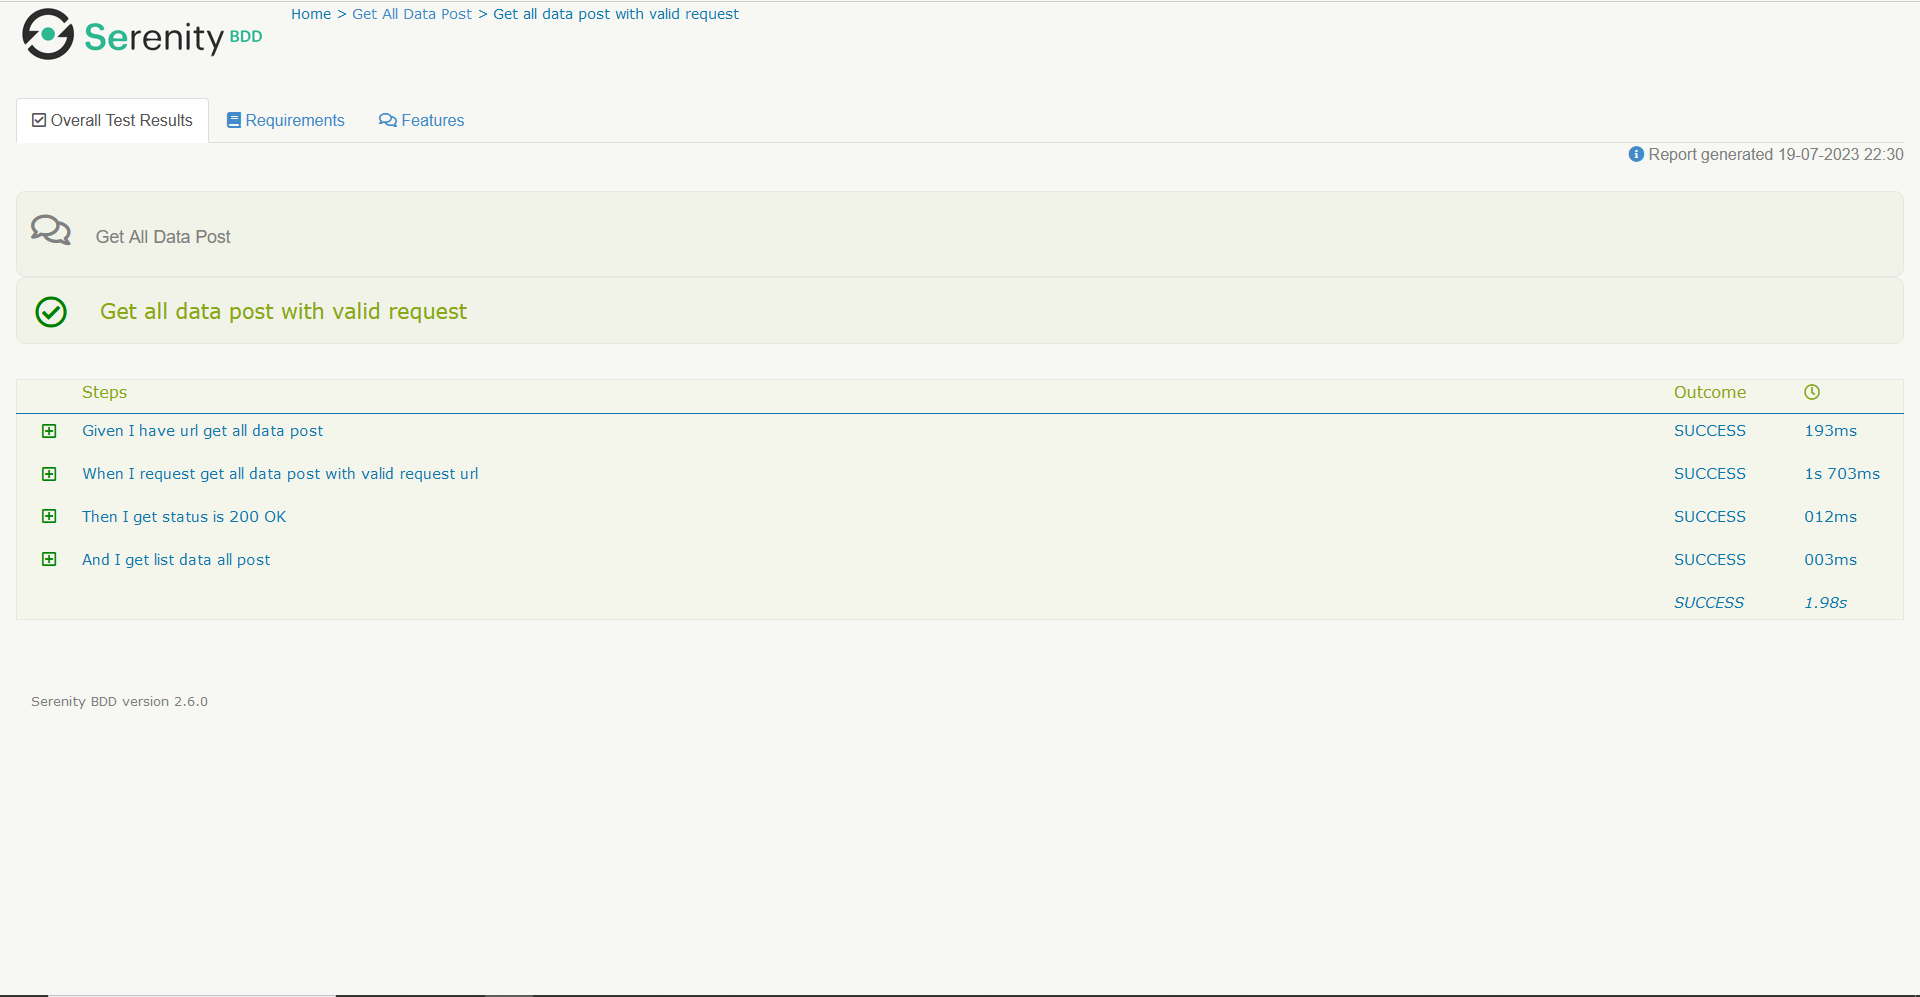 Serenity BDD
Home > Get All Data Post > Get all data post with valid request
Overall Test Results
Requirements
Features
Report generated 19-07-2023 22:30
Get All Data Post
Get all data post with valid request
Steps Outcome
Given I have url get all data post SUCCESS 193ms
When I request get all data post with valid request url SUCCESS 1s 703ms
Then I get status is 200 OK SUCCESS 012ms
And I get list data all post SUCCESS 003ms
SUCCESS 1.98s
Serenity BDD version 2.6.0